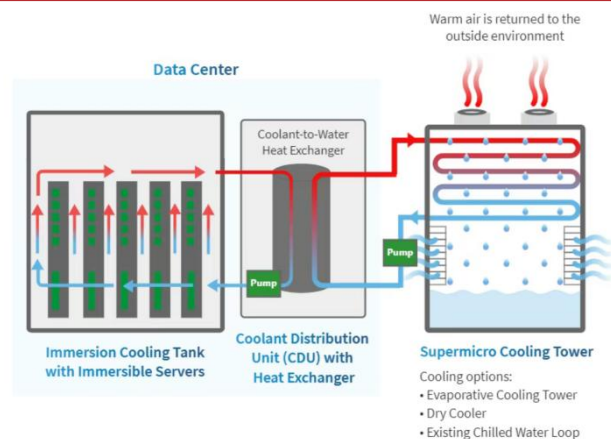 Warm air is returned to the
outside environment
Data Center
Coolant-to-Water
Heat Exchanger
Pump
Pump
Immersion Cooling Tank
with Immersible Servers
Coolant Distribution
Unit (CDU) with
Heat Exchanger
Supermicro Cooling Tower
Cooling options:
• Evaporative Cooling Tower
• Dry Cooler
• Existing Chilled Water Loop